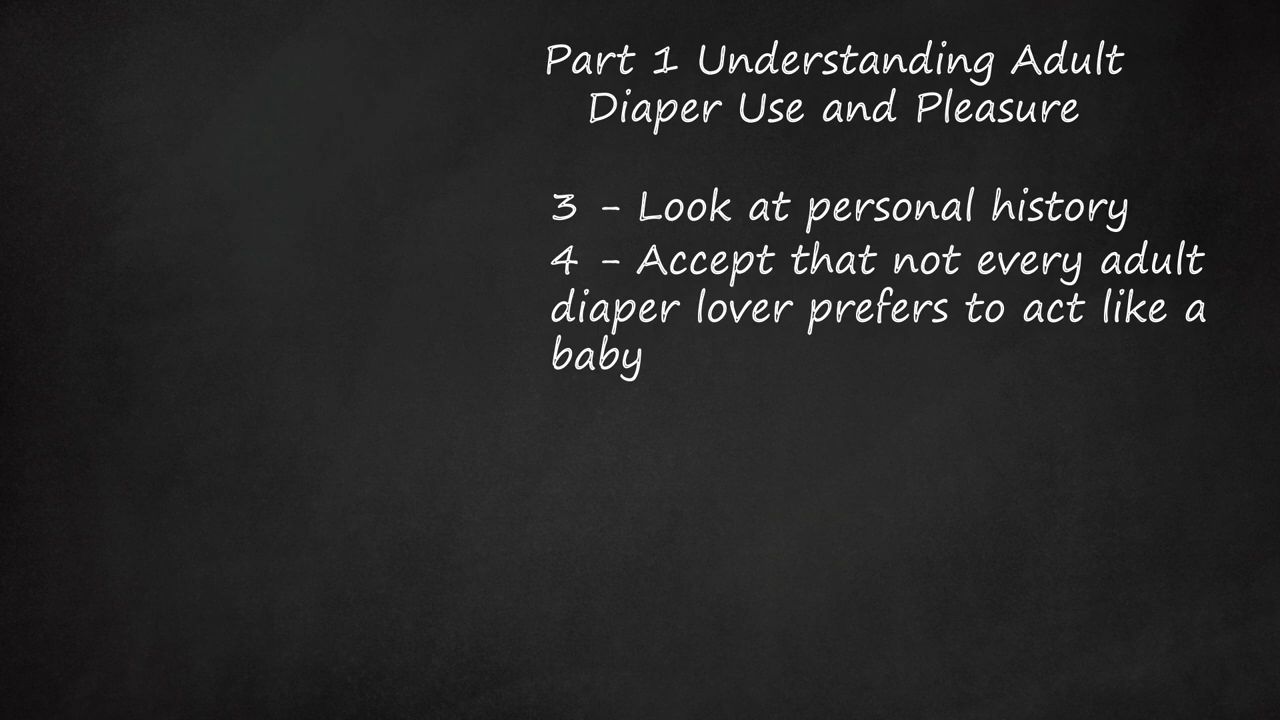 Part 1 Understanding Adult
Diaper Use and Pleasure
3 - Look at personal history
4 - Accept that not every adult
diaper lover prefers to act like a
baby